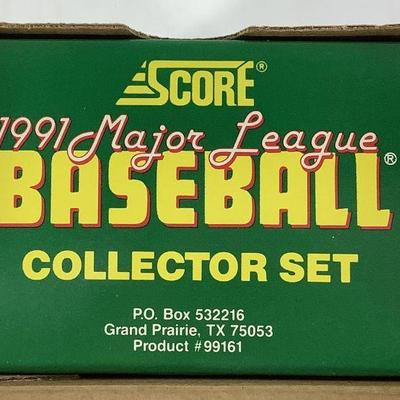 SCORE®
1991 Major League
BASEBALL®
COLLECTOR SET
P.O. Box 532216
Grand Prairie, TX 75053
Product #99161